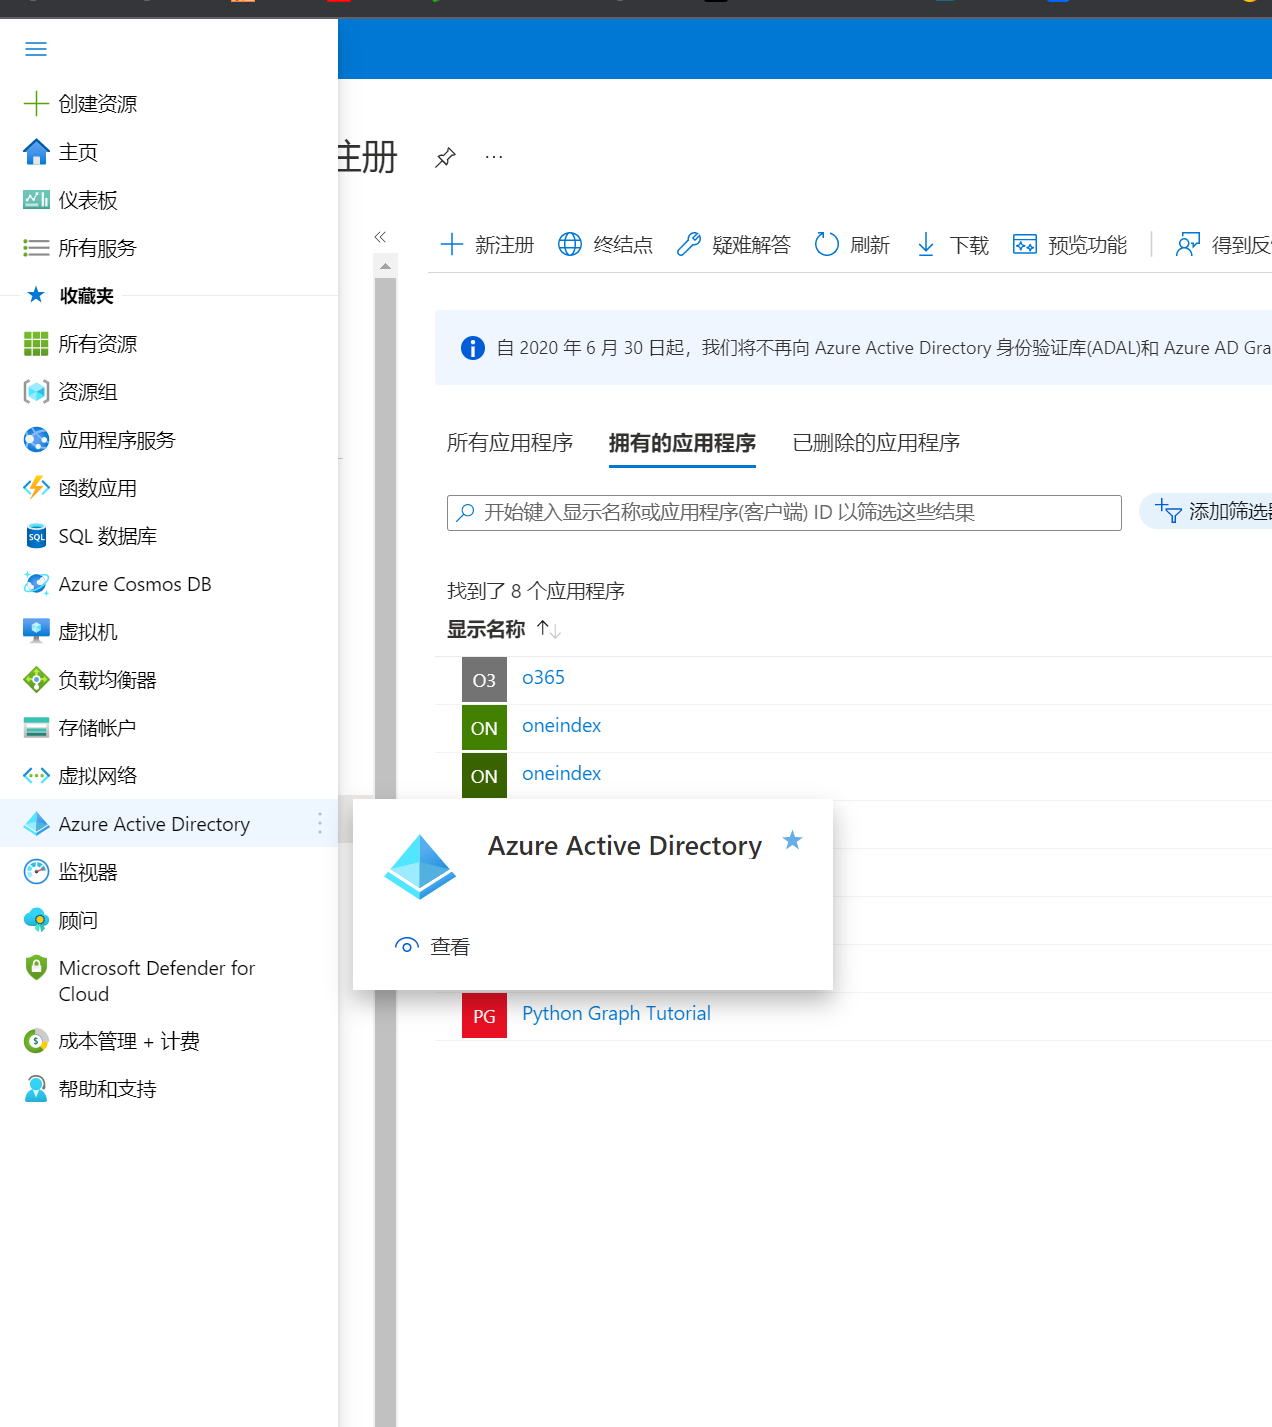 创建资源
主页
仪表板
所有服务
收藏夹
所有资源
资源组
应用程序服务
函数应用
SQL 数据库
Azure Cosmos DB
虚拟机
负载均衡器
存储帐户
虚拟网络
Azure Active Directory
监视器
顾问
Microsoft Defender for
Cloud
成本管理 + 计费
帮助和支持
注册
新注册 终结点 疑难解答 刷新 下载 预览功能 得到反
自 2020 年 6 月 30 日起，我们将不再向 Azure Active Directory 身份验证库(ADAL)和 Azure AD Gra
所有应用程序 拥有的应用程序 已删除的应用程序
开始键入显示名称或应用程序(客户端) ID 以筛选这些结果 添加筛选器
找到了 8 个应用程序
显示名称
O3 o365
ON oneindex
ON oneindex
Azure Active Directory
查看
PG Python Graph Tutorial